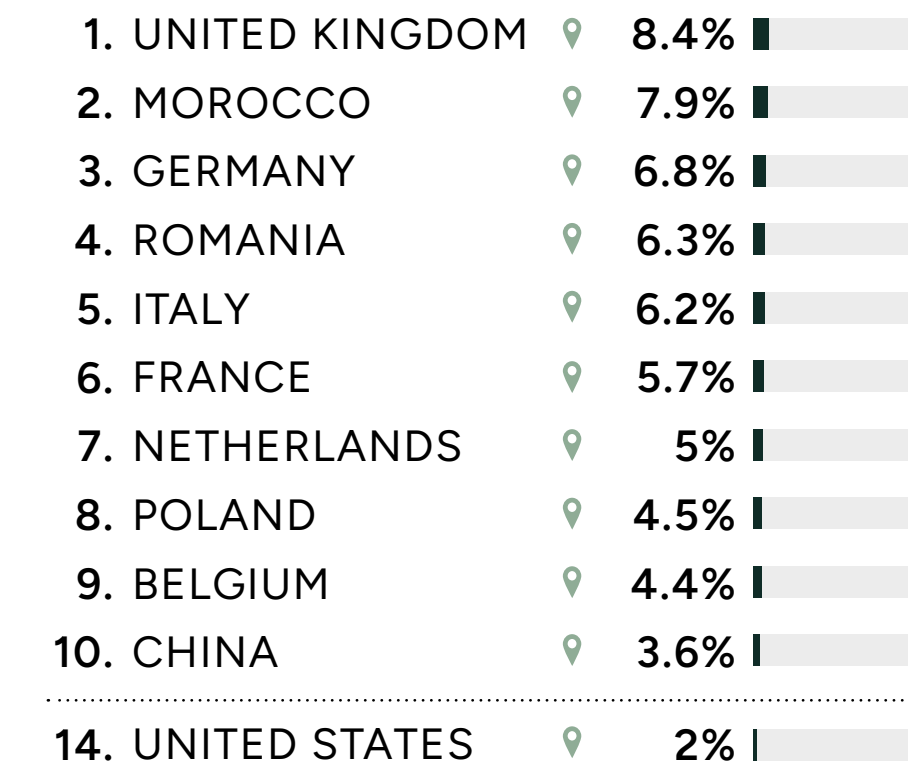 1. UNITED KINGDOM 8.4%
2. MOROCCO 7.9%
3. GERMANY 6.8%
4. ROMANIA 6.3%
5. ITALY 6.2%
6. FRANCE 5.7%
7. NETHERLANDS 5%
8. POLAND 4.5%
9. BELGIUM 4.4%
10. CHINA 3.6%
14. UNITED STATES 2%